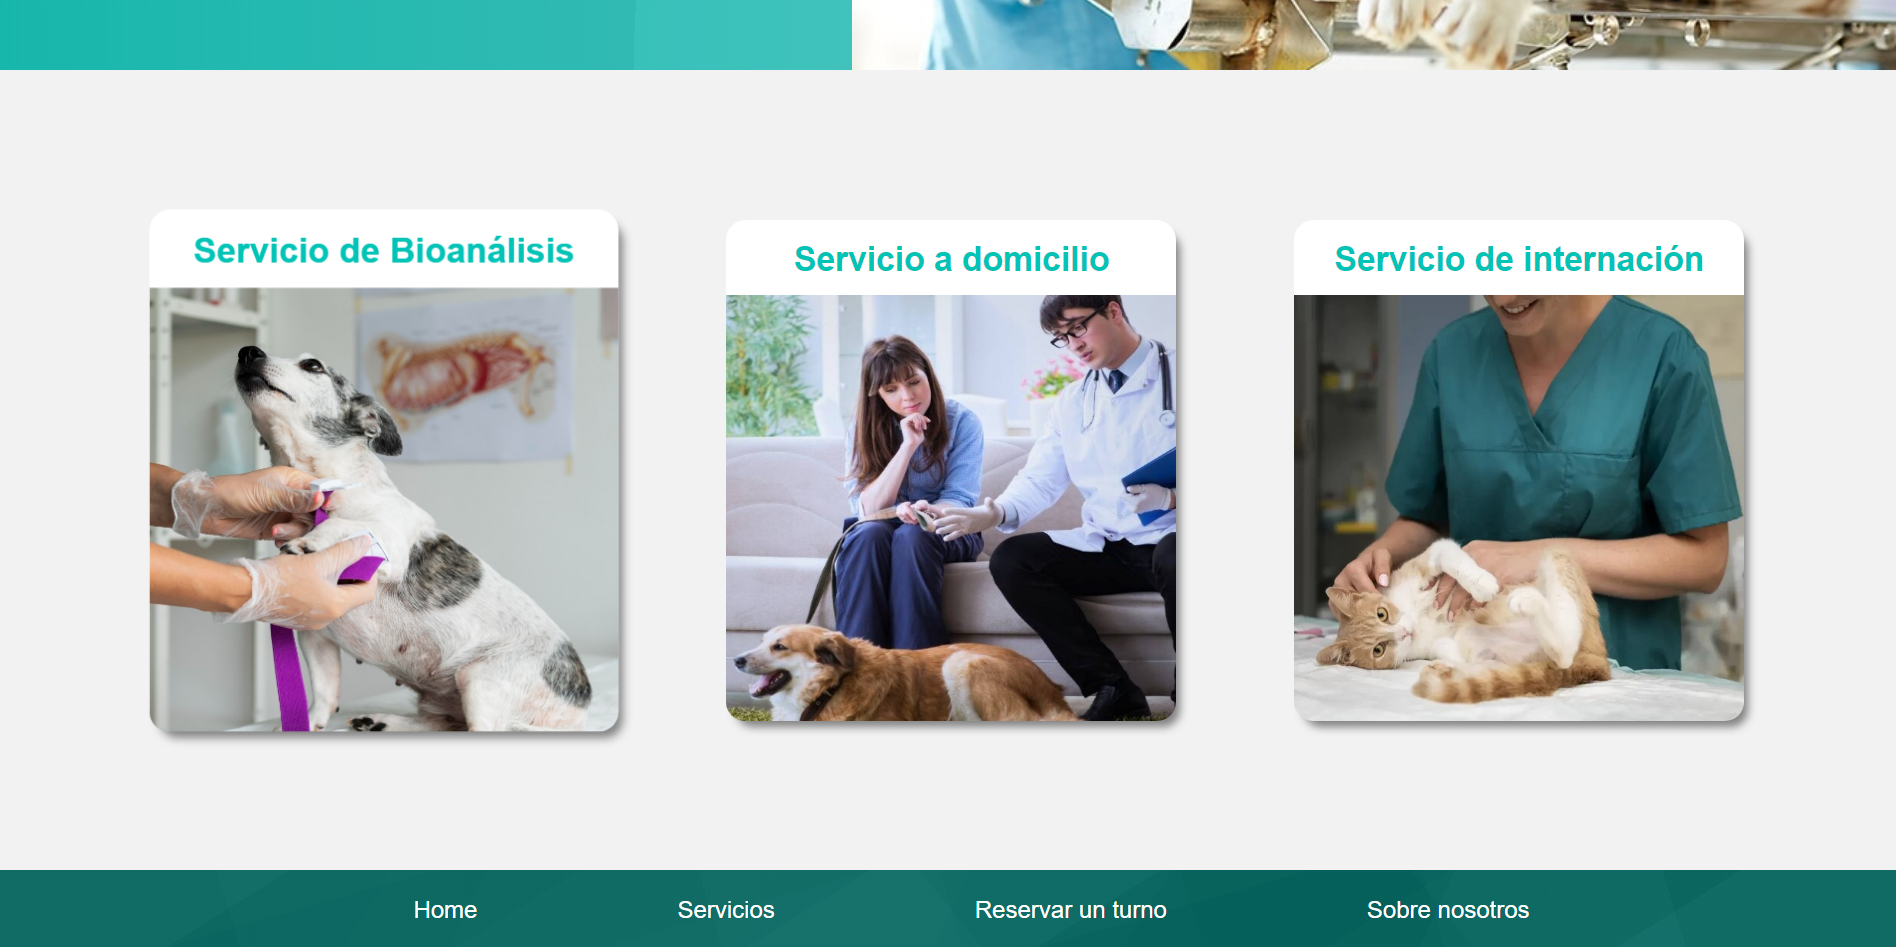 Servicio de Bioanálisis
Servicio a domicilio
Servicio de internación
Home
Servicios
Reservar un turno
Sobre nosotros